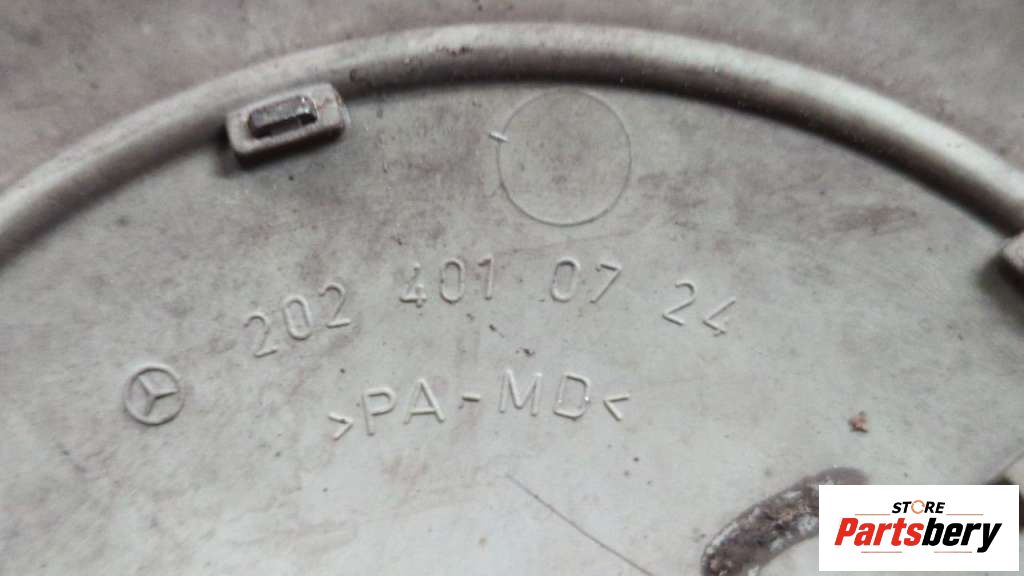 202 401 07 24
>PA-MD<
STORE
Partsbery